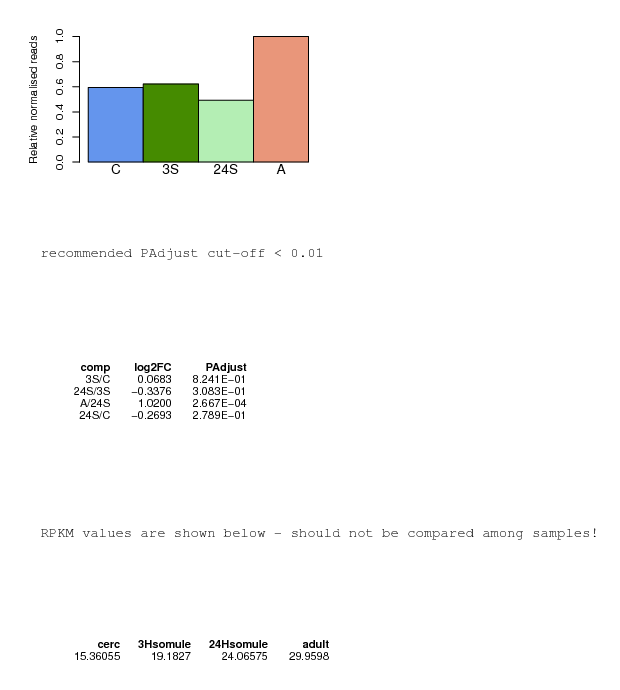 Relative normalised reads
1.0
0.8
0.6
0.4
0.2
0.0
C 3S 24S A
recommended PAdjust cut-off < 0.01
comp log2FC PAdjust
3S/C 0.0683 8.241E-01
24S/3S -0.3376 3.083E-01
A/24S 1.0200 2.667E-04
24S/C -0.2693 2.789E-01
RPKM values are shown below - should not be compared among samples!
cerc 3Hsomule 24Hsomule adult
15.36055 19.1827 24.06575 29.9598